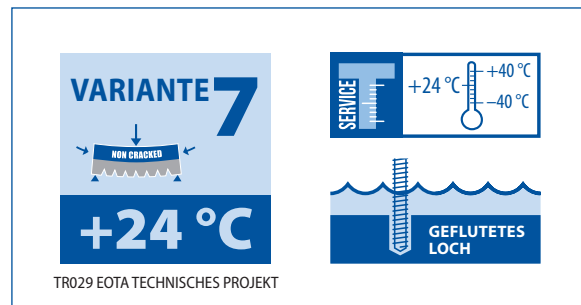 VARIANTE 7
NON CRACKED
+24 °C
TR029 EOTA TECHNISCHES PROJEKT
SERVICE
T
+24 °C
+40 °C
–40 °C
GEFLUTETES
LOCH